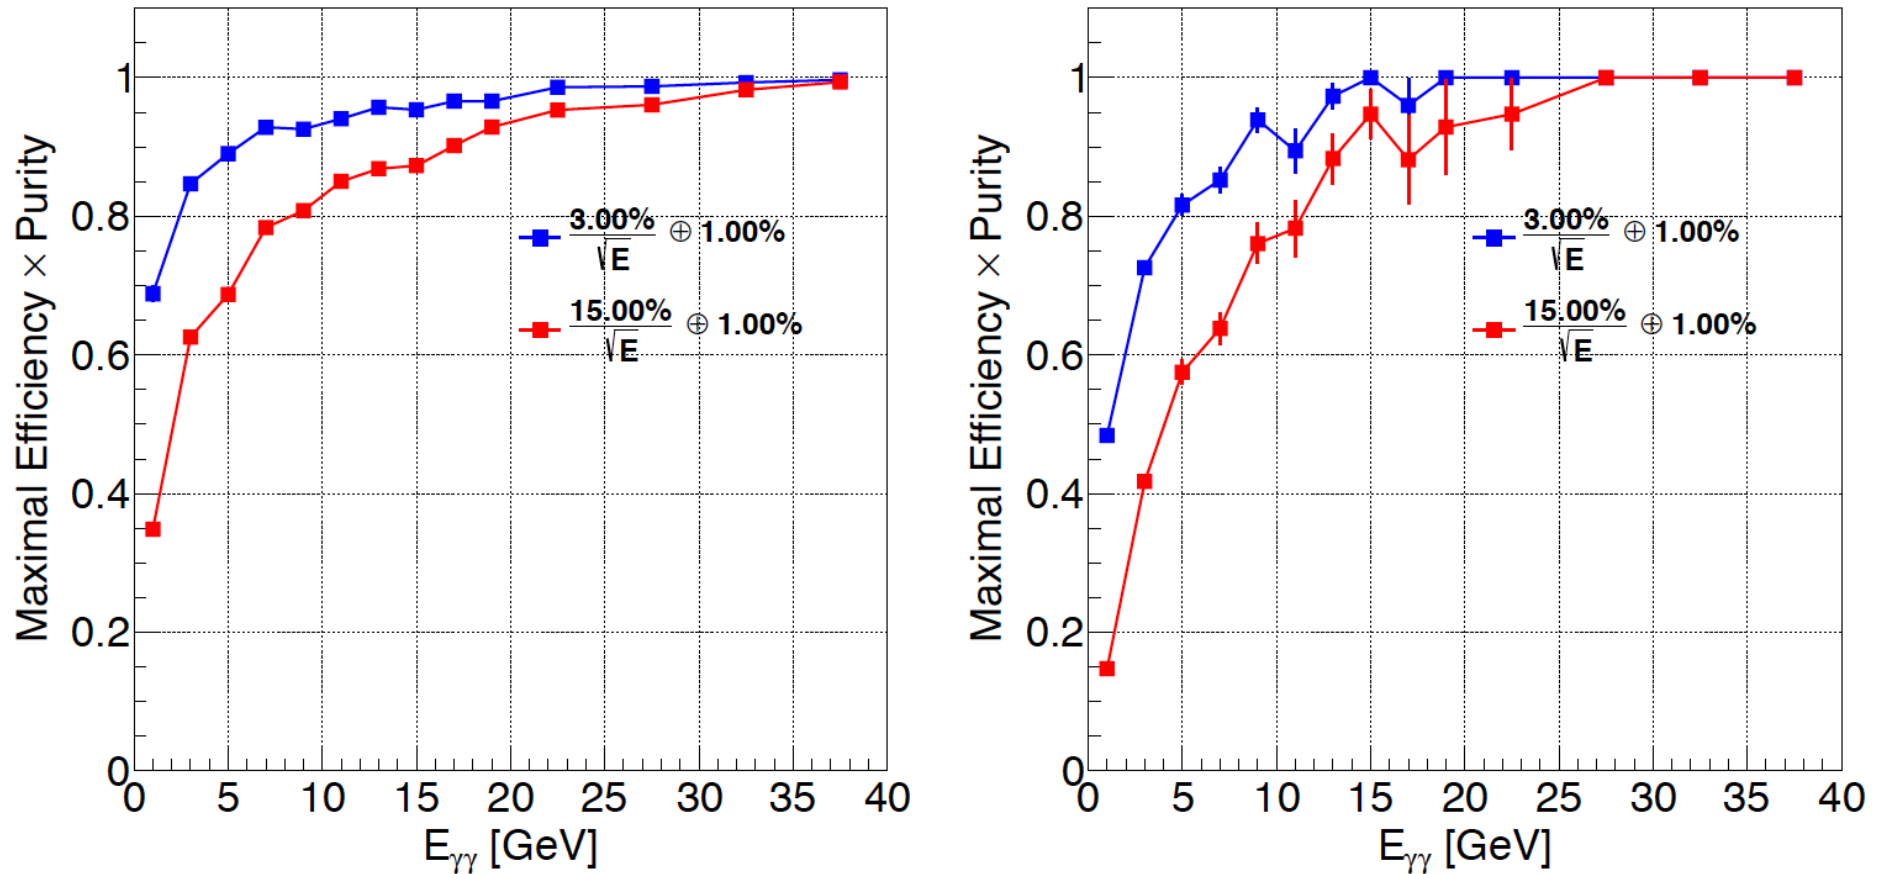 Maximal Efficiency × Purity
1
0.8
0.6
0.4
0.2
0
0 5 10 15 20 25 30 35 40
E_γγ [GeV]
3.00%/√E ⊕ 1.00%
15.00%/√E ⊕ 1.00%
Maximal Efficiency × Purity
1
0.8
0.6
0.4
0.2
0
0 5 10 15 20 25 30 35 40
E_γγ [GeV]
3.00%/√E ⊕ 1.00%
15.00%/√E ⊕ 1.00%